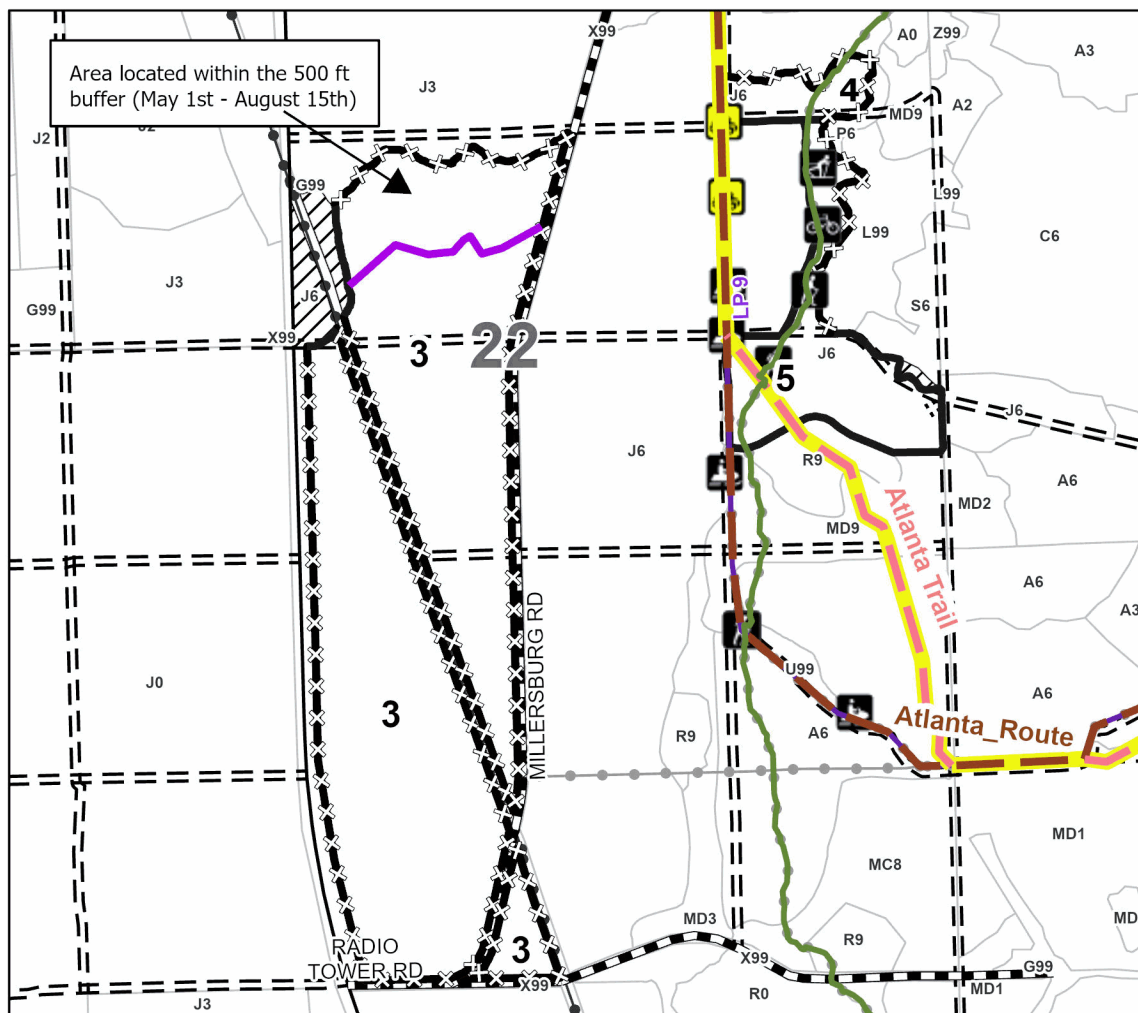 X99
A0
Z99
A3
Area located within the 500 ft
buffer (May 1st - August 15th)
J3
J6
4
A2
MD9
J2
P6
G99
L99
L99
C6
J3
J6
LP 9
S6
G99
X99
3
22
J6
5
J6
J6
R9
A6
Atlanta Trail
MD2
MD9
A6
A3
MILLERSBURG RD
U99
J0
A6
3
Atlanta_Route
R9
A6
MD1
MC8
MD3
MD
R9
RADIO
TOWER RD
3
X99
G99
X99
R0
MD1
J3